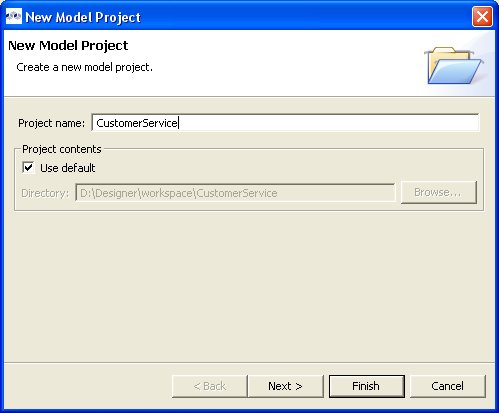 New Model Project
New Model Project
Create a new model project.
Project name: CustomerService
Project contents
Use default
Directory: D:\Designer\workspace\CustomerService Browse...
< Back Next > Finish Cancel